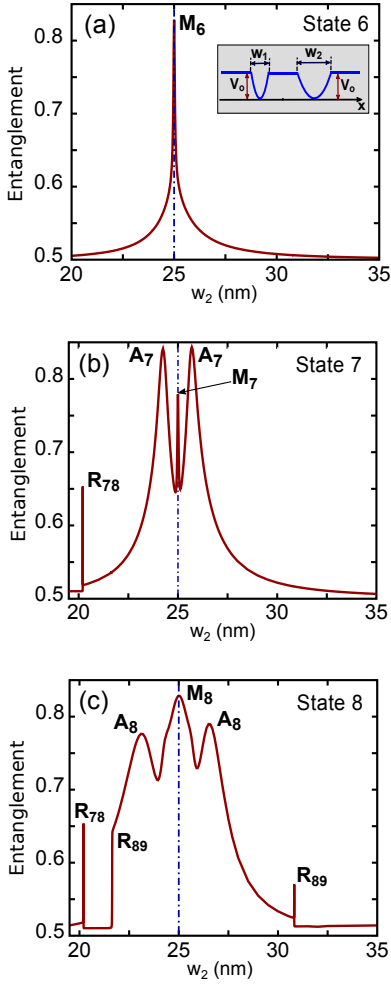 (a)
M6
State 6
w1
w2
Vo
Vo
x
Entanglement
0.8
0.7
0.6
0.5
20
25
30
35
w2 (nm)
(b)
A7
A7
State 7
M7
R78
Entanglement
0.8
0.7
0.6
0.5
20
25
30
35
w2 (nm)
(c)
M8
State 8
A8
A8
R78
R89
R89
Entanglement
0.8
0.7
0.6
0.5
20
25
30
35
w2 (nm)